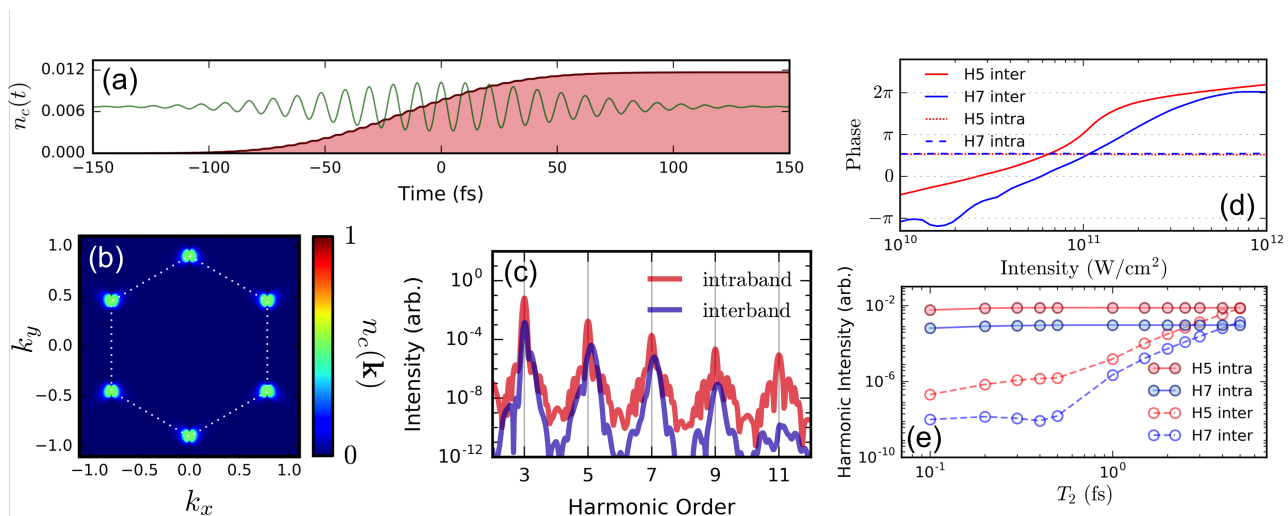 (a)
n_c(t)
0.012
0.006
0.000
−150 −100 −50 0 50 100 150
Time (fs)
(b)
k_y
1.0
0.5
0.0
−0.5
−1.0
−1.0 −0.5 0.0 0.5 1.0
k_x
1
0
n_c(k)
(c)
Intensity (arb.)
10^0
10^-4
10^-8
10^-12
intraband
interband
3 5 7 9 11
Harmonic Order
H5 inter
H7 inter
H5 intra
H7 intra
(d)
Phase
2π
π
0
−π
10^10 10^11 10^12
Intensity (W/cm^2)
Harmonic Intensity (arb.)
10^-2
10^-6
10^-10
H5 intra
H7 intra
H5 inter
H7 inter
(e)
10^-1 10^0
T_2 (fs)